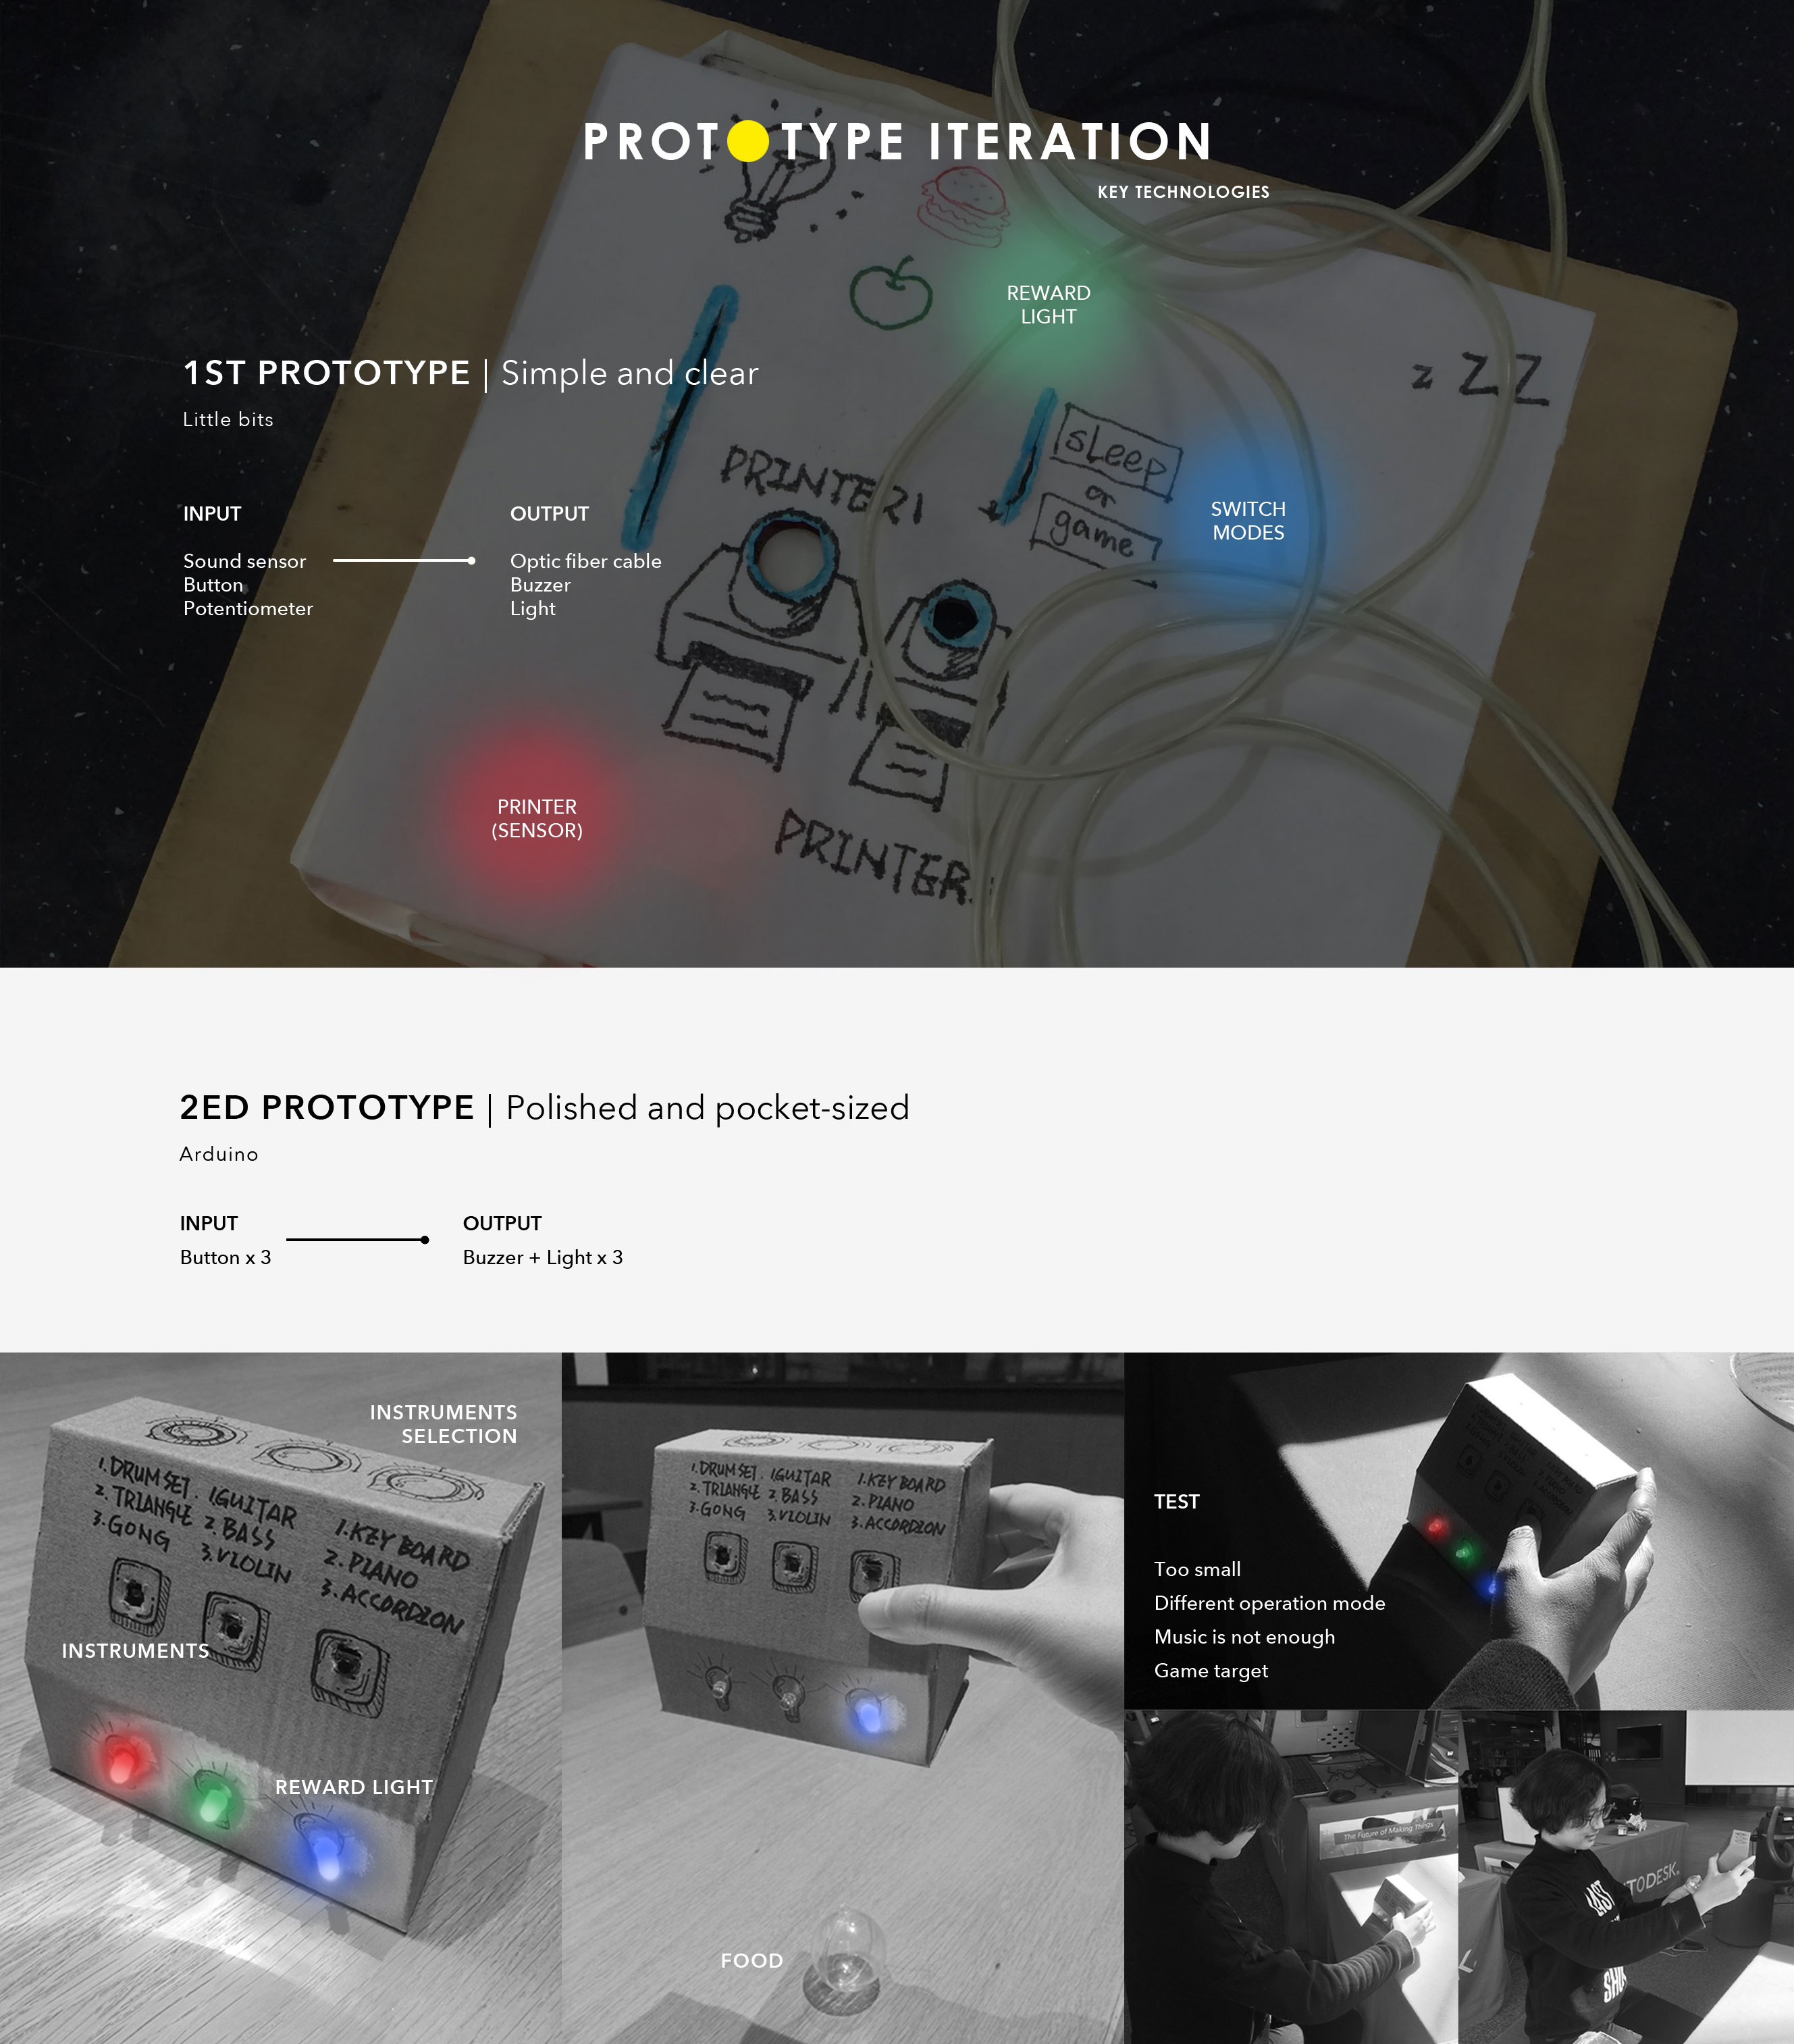 PROTOTYPE ITERATION
KEY TECHNOLOGIES
REWARD
LIGHT
1ST PROTOTYPE | Simple and clear
Little bits
z Z Z
sleep
or
game
PRINTER1
SWITCH
MODES
INPUT
OUTPUT
Sound sensor
Optic fiber cable
Button
Buzzer
Potentiometer
Light
PRINTER
(SENSOR)
PRINTER
2ED PROTOTYPE | Polished and pocket-sized
Arduino
INPUT
OUTPUT
Button x 3
Buzzer + Light x 3
INSTRUMENTS
SELECTION
1. DRUM SET.
2. TRIANGLE
3. GONG
1. GUITAR
2. BASS
3. VIOLIN
1. KEY BOARD
2. PIANO
3. ACCORDION
INSTRUMENTS
REWARD LIGHT
1. DRUM SET.
2. TRIANGLE
3. GONG
1. GUITAR
2. BASS
3. VIOLIN
1. KEY BOARD
2. PIANO
3. ACCORDION
FOOD
TEST
Too small
Different operation mode
Music is not enough
Game target
The Future of Making Things
TODESK.
LAST